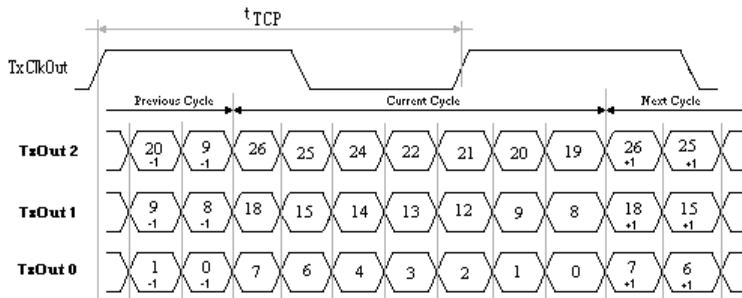 t TCP
TxClkOut
Previous Cycle Current Cycle Next Cycle
TxOut 2 20 -1 9 -1 26 25 24 22 21 20 19 26 +1 25 +1
TxOut 1 9 -1 8 -1 18 15 14 13 12 9 8 18 +1 15 +1
TxOut 0 1 -1 0 -1 7 6 4 3 2 1 0 7 +1 6 +1